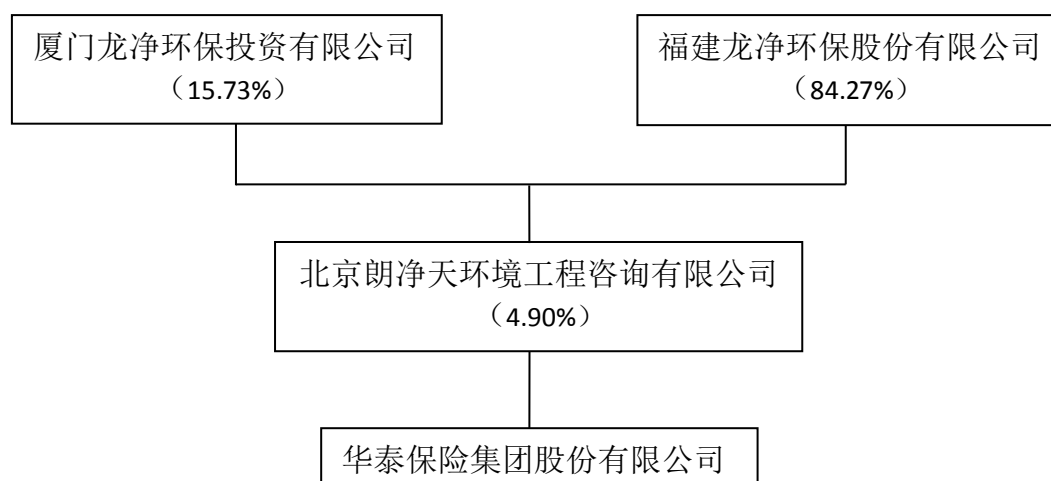 厦门龙净环保投资有限公司
（15.73%）
福建龙净环保股份有限公司
（84.27%）
北京朗净天环境工程咨询有限公司
（4.90%）
华泰保险集团股份有限公司